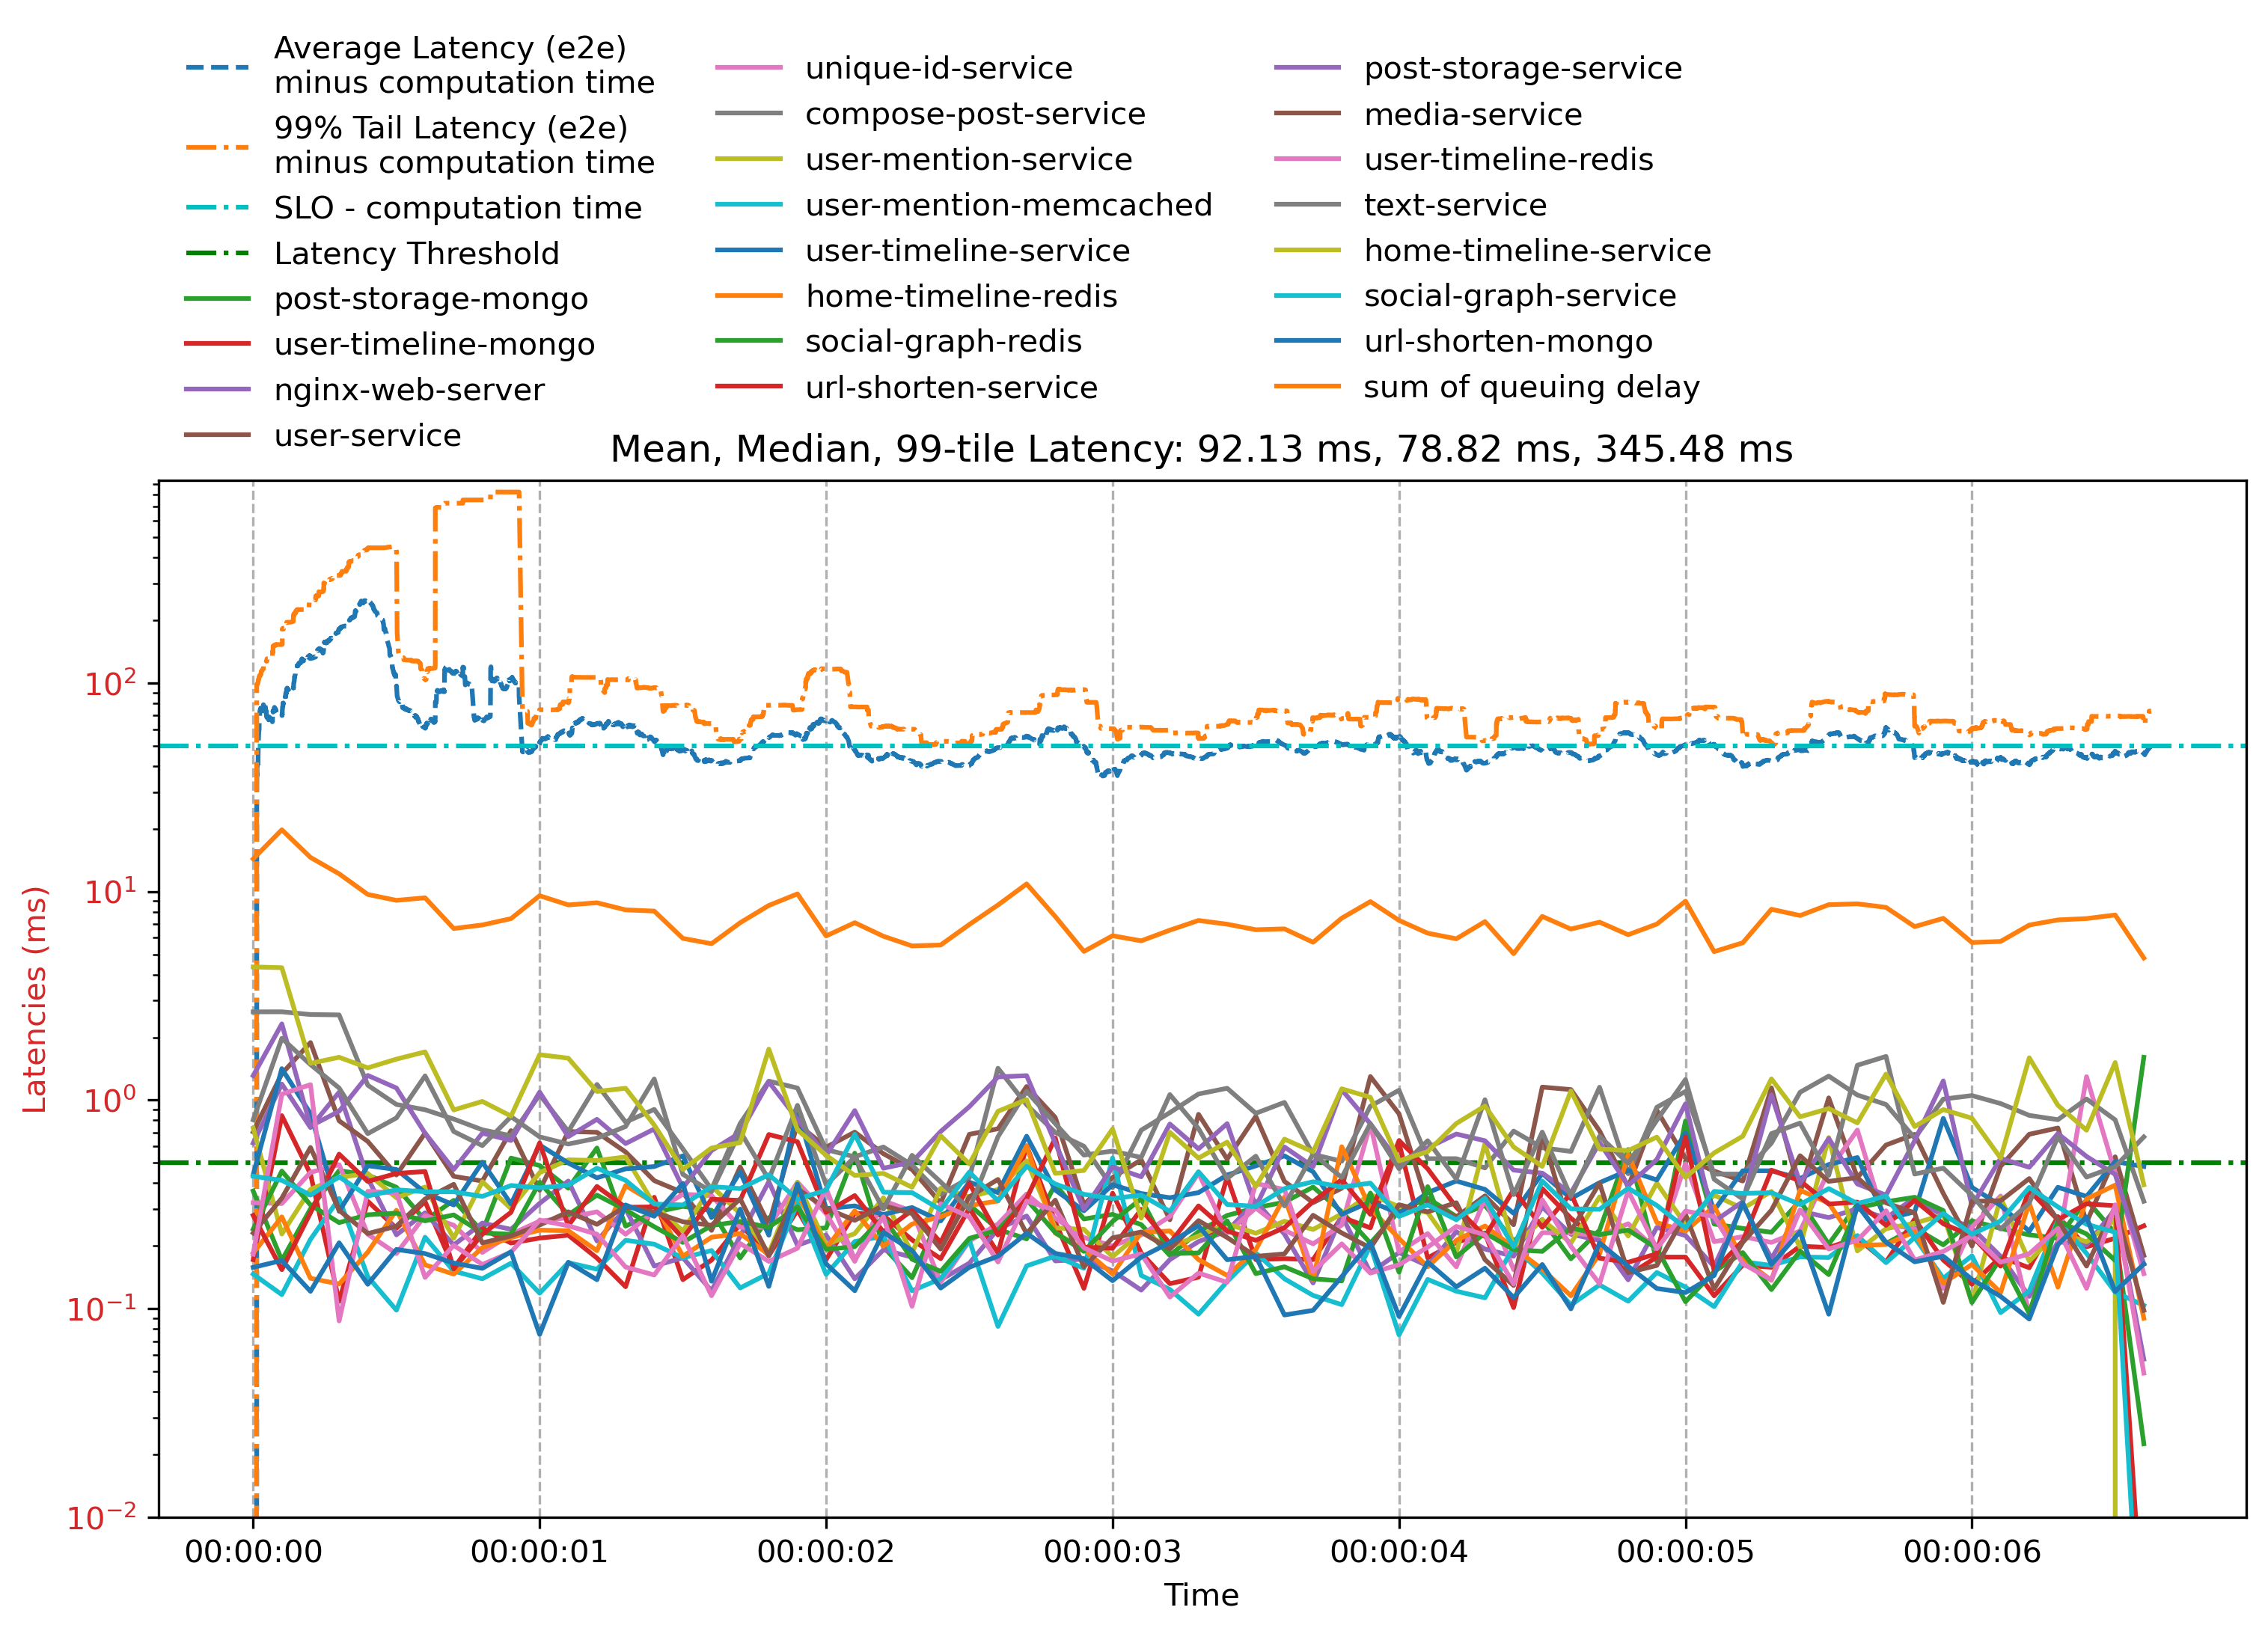 Average Latency (e2e)
minus computation time
99% Tail Latency (e2e)
minus computation time
SLO - computation time
Latency Threshold
post-storage-mongo
user-timeline-mongo
nginx-web-server
user-service
unique-id-service
compose-post-service
user-mention-service
user-mention-memcached
user-timeline-service
home-timeline-redis
social-graph-redis
url-shorten-service
post-storage-service
media-service
user-timeline-redis
text-service
home-timeline-service
social-graph-service
url-shorten-mongo
sum of queuing delay
Mean, Median, 99-tile Latency: 92.13 ms, 78.82 ms, 345.48 ms
Latencies (ms)
10²
10¹
10⁰
10⁻¹
10⁻²
00:00:00 00:00:01 00:00:02 00:00:03 00:00:04 00:00:05 00:00:06
Time